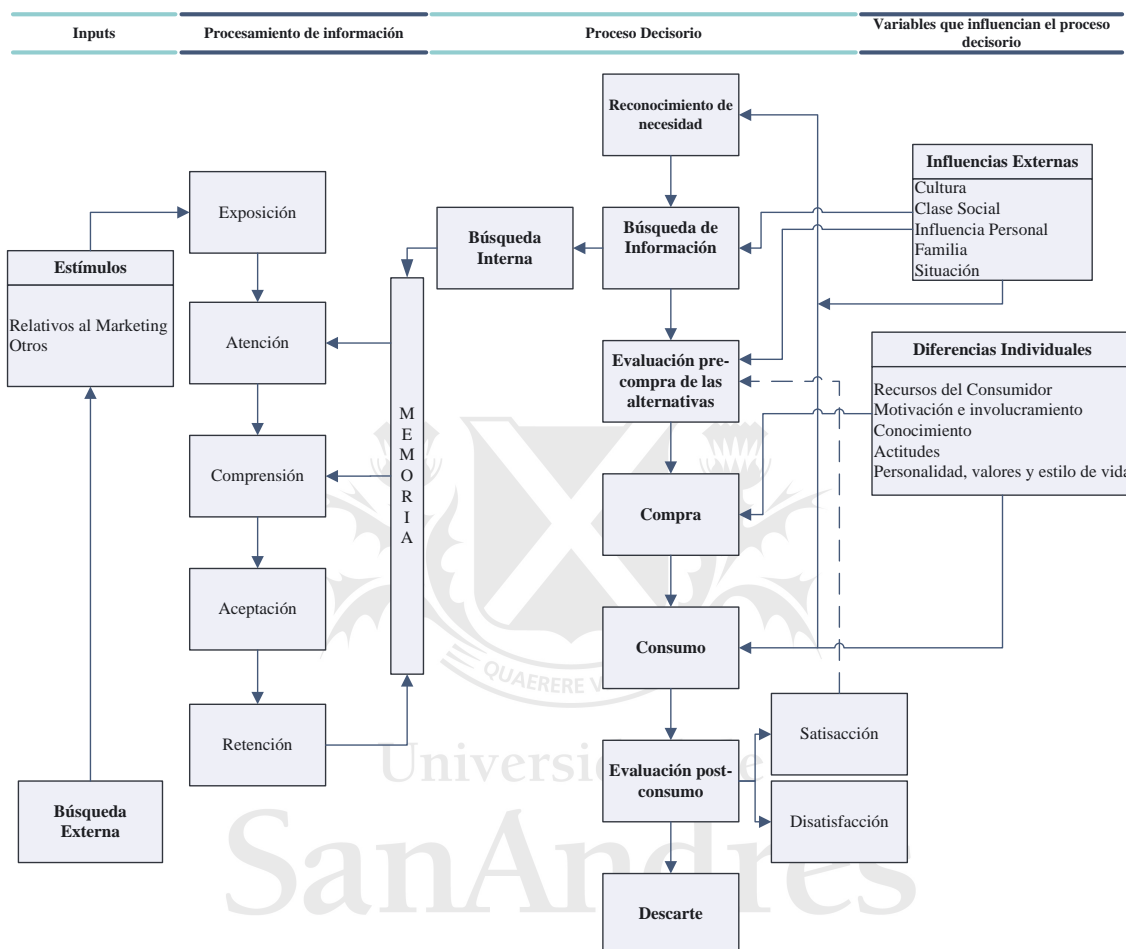 Inputs
Procesamiento de información
Proceso Decisorio
Variables que influencian el proceso
decisorio
Estímulos
Relativos al Marketing
Otros
Búsqueda
Externa
Exposición
Atención
Comprensión
Aceptación
Retención
Búsqueda
Interna
MEMORIA
Reconocimiento de
necesidad
Búsqueda de
Información
Evaluación pre-
compra de las
alternativas
Compra
Consumo
Evaluación post-
consumo
Descarte
Satisacción
Disatisfacción
Influencias Externas
Cultura
Clase Social
Influencia Personal
Familia
Situación
Diferencias Individuales
Recursos del Consumidor
Motivación e involucramiento
Conocimiento
Actitudes
Personalidad, valores y estilo de vida
QUAERERE V
Universi e
SanAndrés